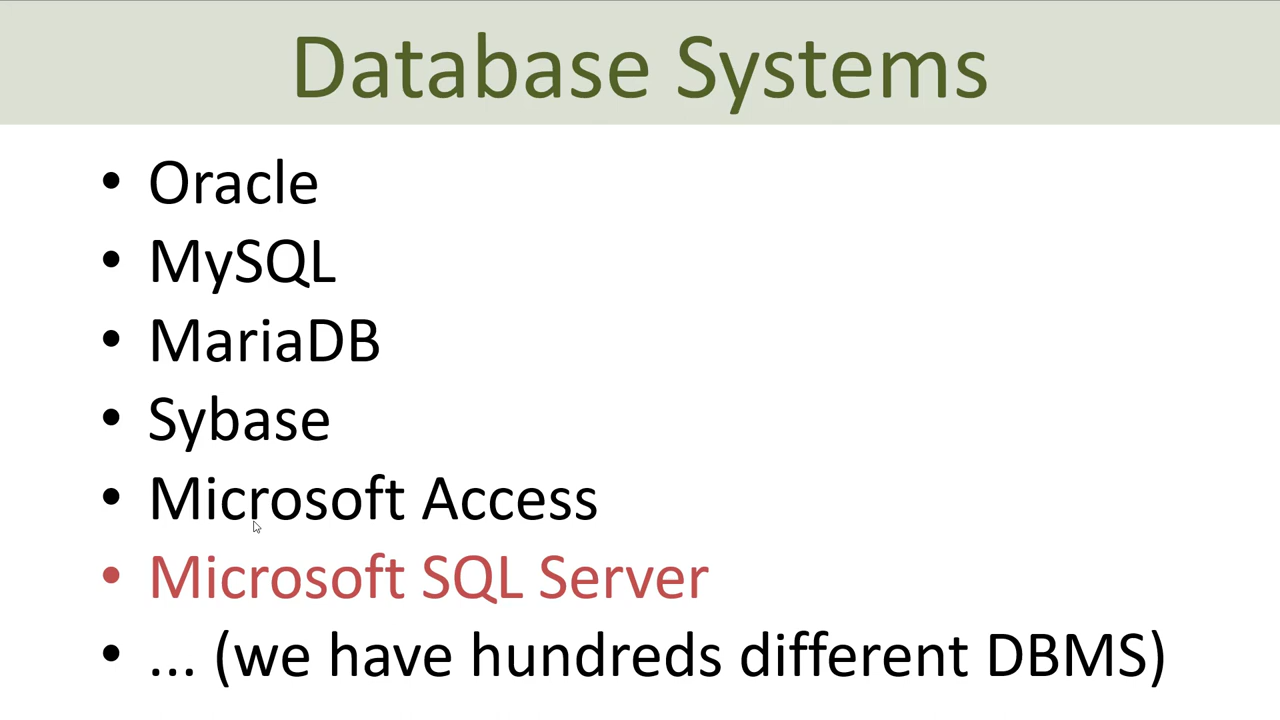 Database Systems
• Oracle
• MySQL
• MariaDB
• Sybase
• Microsoft Access
• Microsoft SQL Server
• ... (we have hundreds different DBMS)